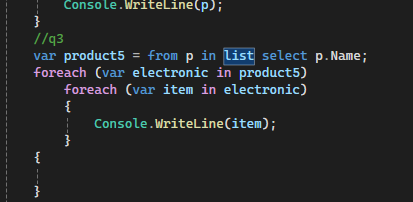 Console.WriteLine(p);
}
//q3
var product5 = from p in list select p.Name;
foreach (var electronic in product5)
foreach (var item in electronic)
{
Console.WriteLine(item);
}
{
}